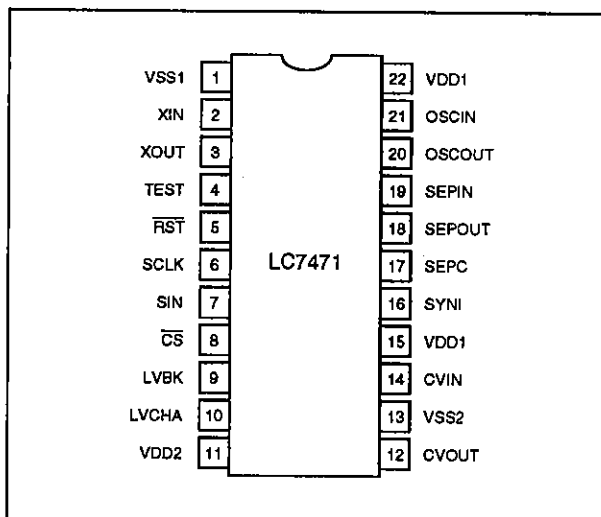 VSS1 1 22 VDD1
XIN 2 21 OSCIN
XOUT 3 20 OSCOUT
TEST 4 19 SEPIN
R̅S̅T̅ 5 18 SEPOUT
SCLK 6 17 SEPC
LC7471
SIN 7 16 SYNI
C̅S̅ 8 15 VDD1
LVBK 9 14 CVIN
LVCHA 10 13 VSS2
VDD2 11 12 CVOUT